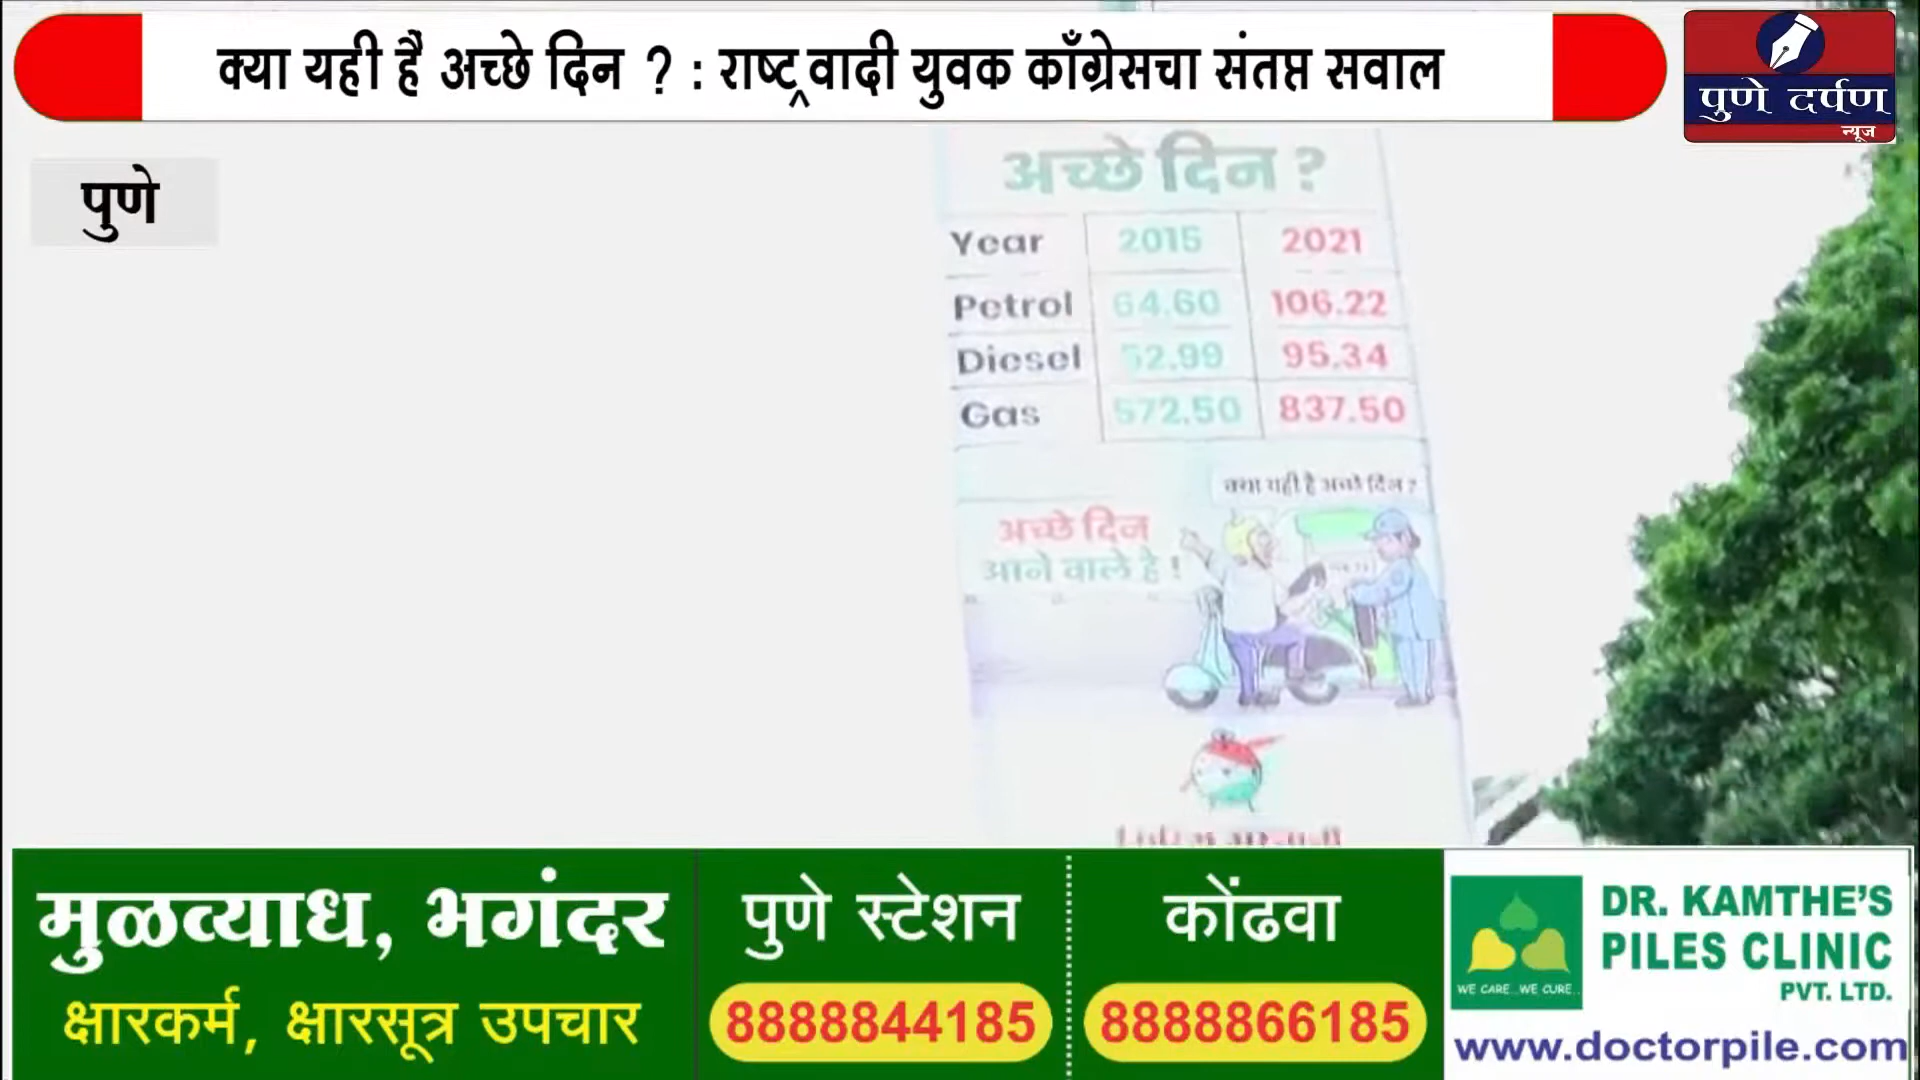 क्या यही हैं अच्छे दिन ? : राष्ट्रवादी युवक काँग्रेसचा संतप्त सवाल
पुणे दर्पण
न्यूज
पुणे
अच्छे दिन ?
Year 2015 2021
Petrol 64.60 106.22
Diesel 52.99 95.34
Gas 572.50 837.50
क्या यही है अच्छे दिन ?
अच्छे दिन
आने वाले है !
मुळव्याध, भगंदर
क्षारकर्म, क्षारसूत्र उपचार
पुणे स्टेशन
8888844185
कोंढवा
8888866185
WE CARE..WE CURE..
DR. KAMTHE'S
PILES CLINIC
PVT. LTD.
www.doctorpile.com